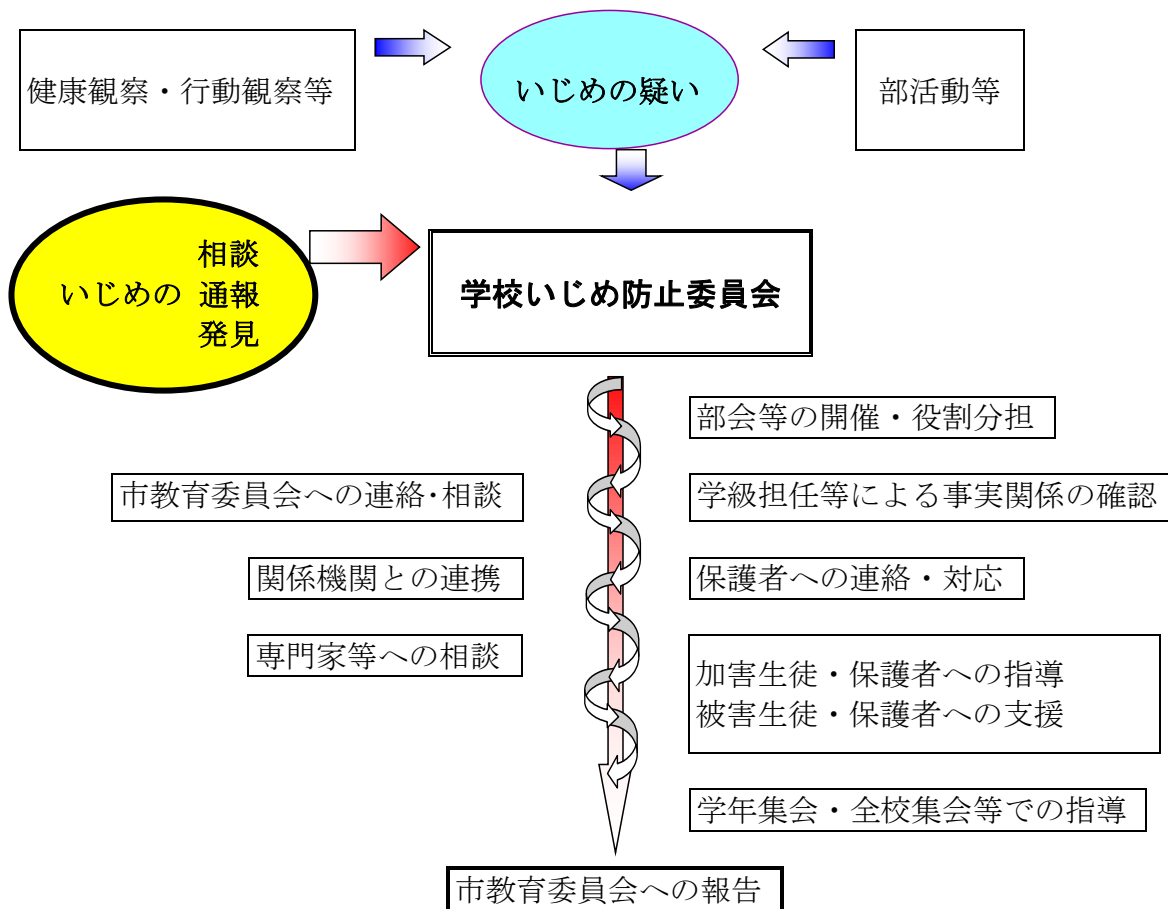 健康観察・行動観察等
いじめの疑い
部活動等
相談
いじめの 通報
発見
学校いじめ防止委員会
部会等の開催・役割分担
市教育委員会への連絡・相談
学級担任等による事実関係の確認
関係機関との連携
保護者への連絡・対応
専門家等への相談
加害生徒・保護者への指導
被害生徒・保護者への支援
学年集会・全校集会等での指導
市教育委員会への報告